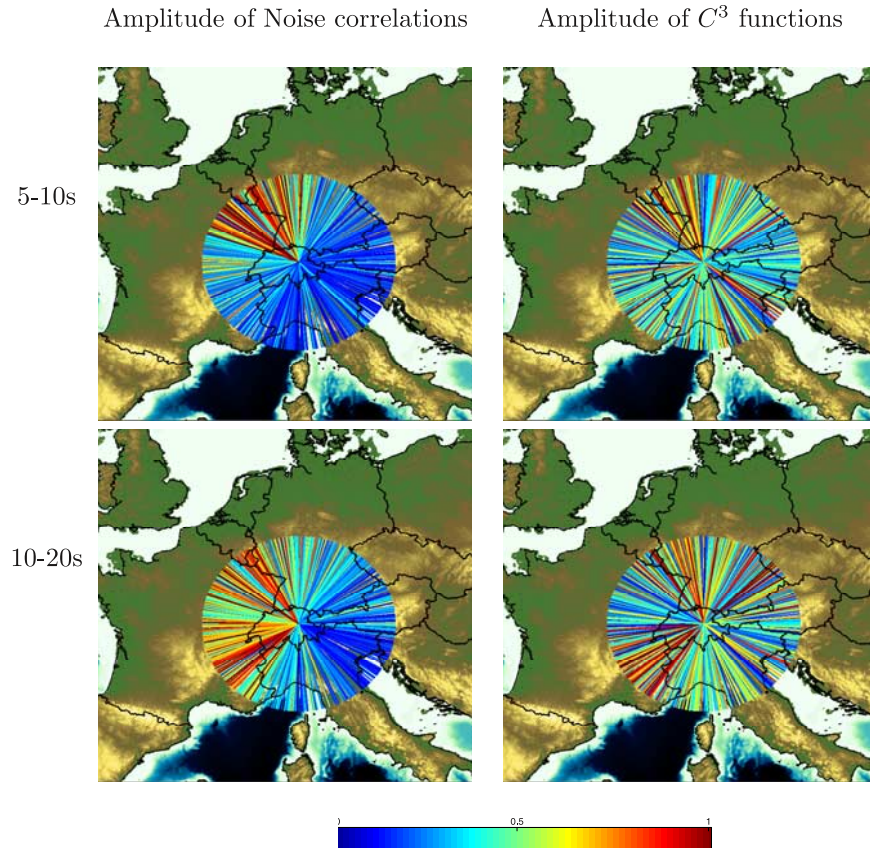 Amplitude of Noise correlations
Amplitude of C³ functions
5-10s
10-20s
0 0.5 1